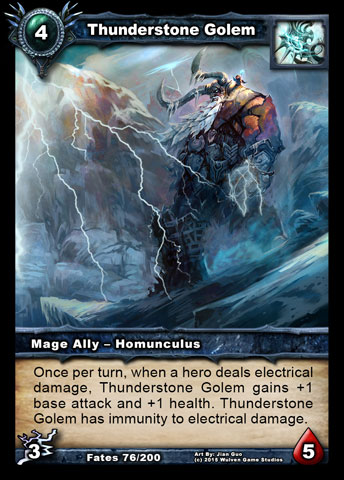 4
Thunderstone Golem
Mage Ally – Homunculus
Once per turn, when a hero deals electrical
damage, Thunderstone Golem gains +1
base attack and +1 health. Thunderstone
Golem has immunity to electrical damage.
3
Fates 76/200
Art By: Jian Guo
(c) 2015 Wulven Game Studios
5